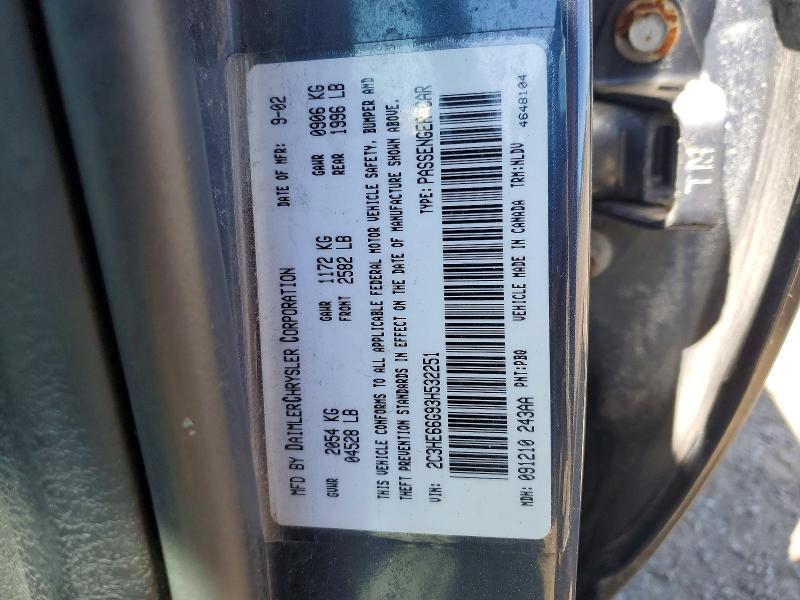 MFD BY DAIMLERCHRYSLER CORPORATION DATE OF MFR: 9-02
GVWR 2054 KG GAWR 1172 KG GAWR 0906 KG
04528 LB FRONT 2582 LB REAR 1996 LB
THIS VEHICLE CONFORMS TO ALL APPLICABLE FEDERAL MOTOR VEHICLE SAFETY, BUMPER AND
THEFT PREVENTION STANDARDS IN EFFECT ON THE DATE OF MANUFACTURE SHOWN ABOVE.
VIN: 2C3HE66G93H532251 TYPE: PASSENGER CAR
MDH: 091210 243AA PNT:PBQ VEHICLE MADE IN CANADA TRM:NLDV 4648104